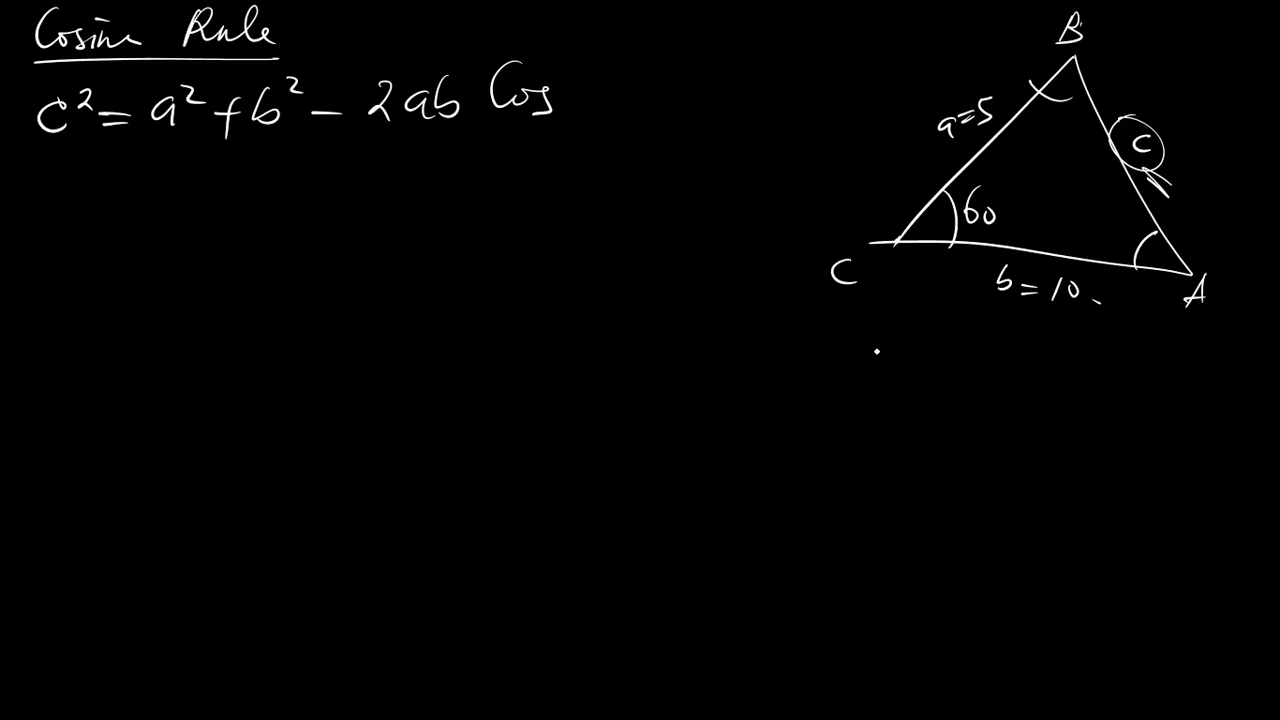 Cosine Rule
c² = a² + b² - 2ab Cos
B
a=5
c
60
C
b = 10
A